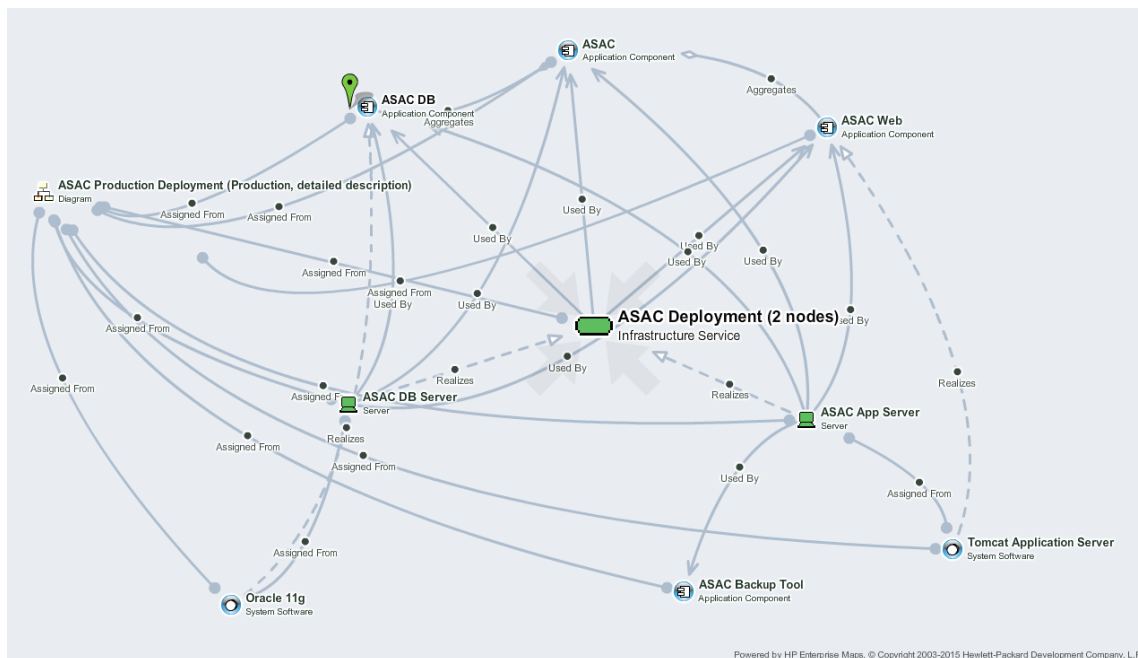 ASAC
Application Component
Aggregates
ASAC DB
Application Component
Aggregates
ASAC Web
Application Component
ASAC Production Deployment (Production, detailed description)
Diagram
Assigned From
Assigned From
Used By
Used By
Used By
Used By
Used By
Assigned From
Assigned From
Used By
Used By
ASAC Deployment (2 nodes)
Infrastructure Service
Used By
Assigned From
Used By
Realizes
Realizes
Realizes
Assigned From
Assigned From
ASAC DB Server
Server
ASAC App Server
Server
Realizes
Assigned From
Assigned From
Used By
Assigned From
Assigned From
Tomcat Application Server
System Software
Oracle 11g
System Software
ASAC Backup Tool
Application Component
Powered by HP Enterprise Maps. © Copyright 2003-2015 Hewlett-Packard Development Company, L.P